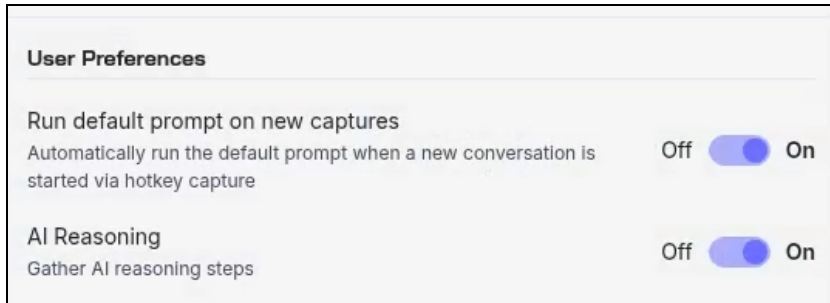 User Preferences
Run default prompt on new captures
Automatically run the default prompt when a new conversation is
started via hotkey capture
Off On
AI Reasoning
Gather AI reasoning steps
Off On